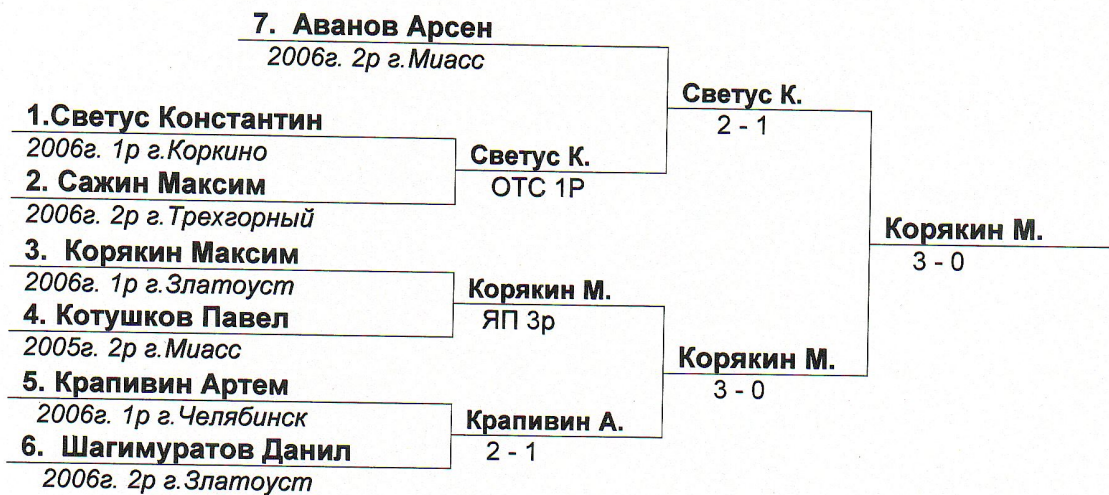 7. Аванов Арсен
2006г. 2р г.Миасс
1.Светус Константин
2006г. 1р г.Коркино
2. Сажин Максим
2006г. 2р г.Трехгорный
3. Корякин Максим
2006г. 1р г.Златоуст
4. Котушков Павел
2005г. 2р г.Миасс
5. Крапивин Артем
2006г. 1р г.Челябинск
6. Шагимуратов Данил
2006г. 2р г.Златоуст
Светус К.
ОТС 1Р
Корякин М.
ЯП 3р
Крапивин А.
2 - 1
Светус К.
2 - 1
Корякин М.
3 - 0
Корякин М.
3 - 0